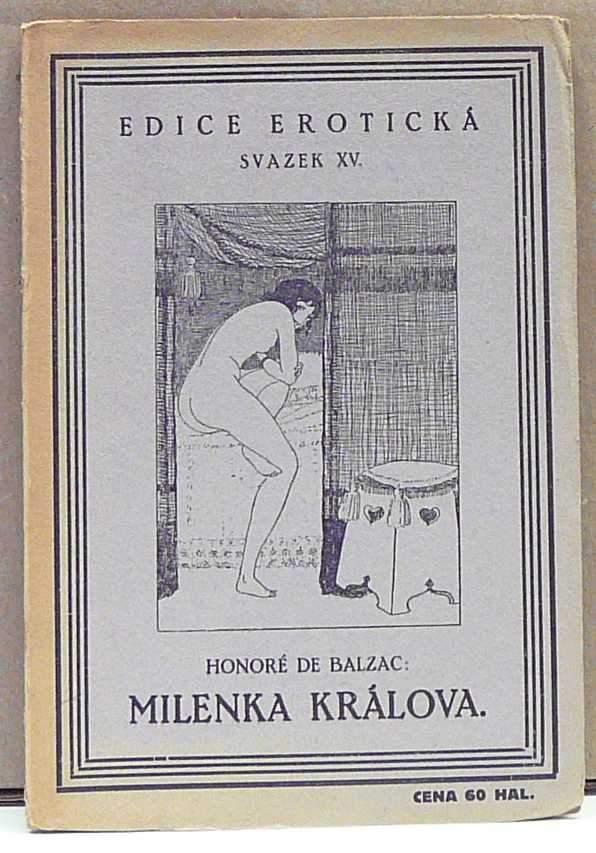 EDICE EROTICKÁ
SVAZEK XV.
HONORÉ DE BALZAC:
MILENKA KRÁLOVA.
CENA 60 HAL.